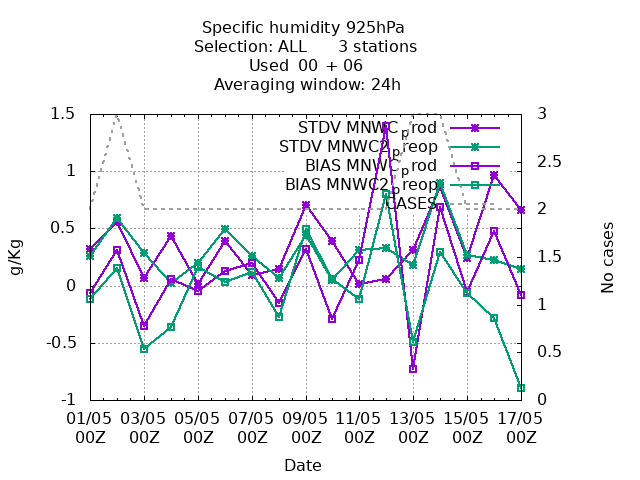 Specific humidity 925hPa
Selection: ALL      3 stations
Used  00  + 06
Averaging window: 24h
g/Kg
1.5
1
0.5
0
-0.5
-1
3
2.5
2
1.5
1
0.5
0
No cases
STDV MNWC_prod
STDV MNWC2_preop
BIAS MNWC_prod
BIAS MNWC2_preop
CASES
01/05 03/05 05/05 07/05 09/05 11/05 13/05 15/05 17/05
00Z 00Z 00Z 00Z 00Z 00Z 00Z 00Z 00Z
Date